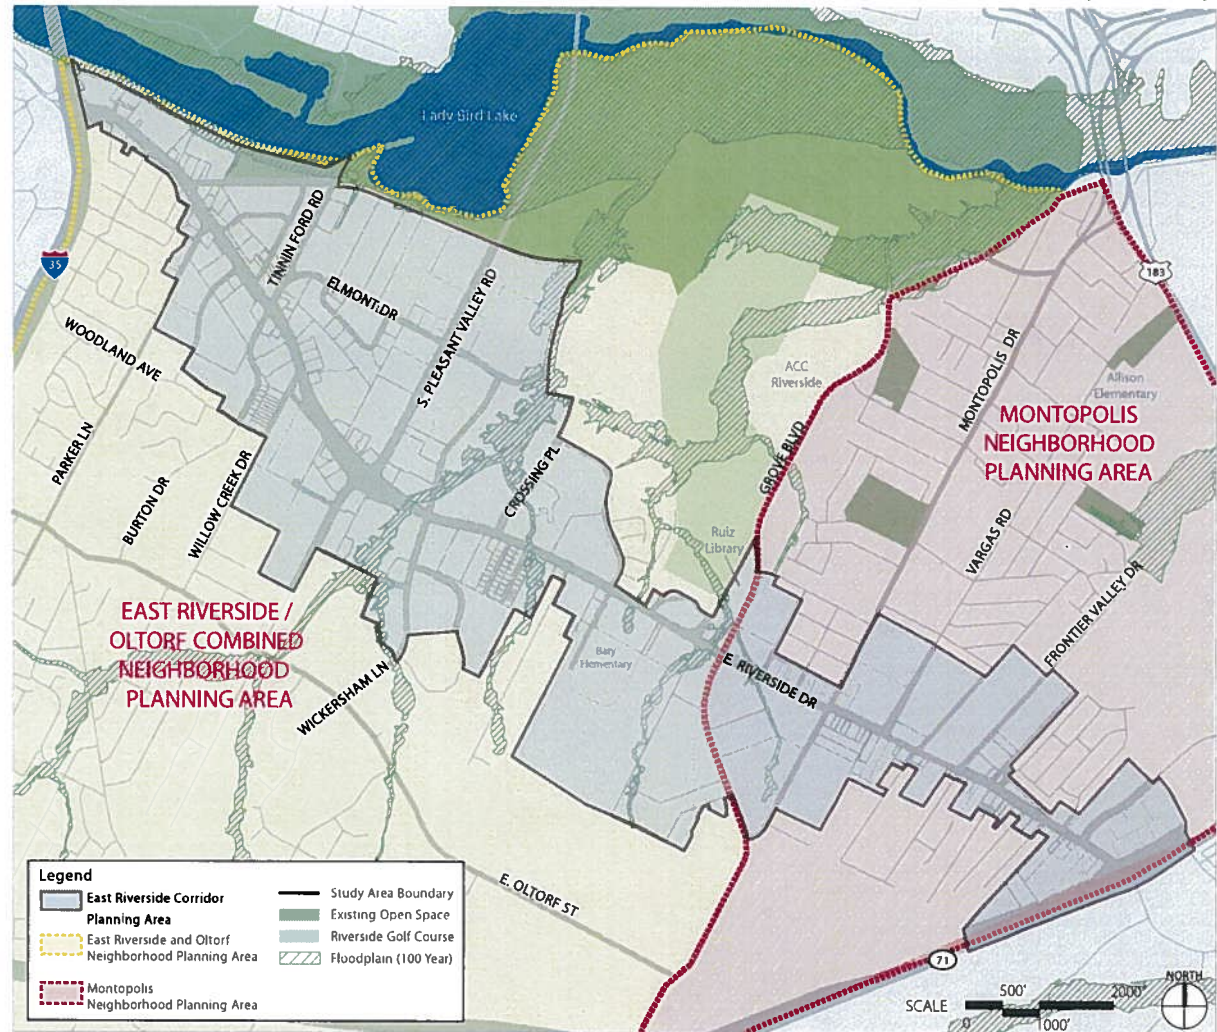 Lady Bird Lake
TINNIN FORD RD
35
ELMONT DR
183
WOODLAND AVE
S. PLEASANT VALLEY RD
ACC
Riverside
MONTOPOLIS DR
Allison
Elementary
MONTOPOLIS
NEIGHBORHOOD
PLANNING AREA
PARKER LN
BURTON DR
WILLOW CREEK DR
CROSSING PL
GROVE BLVD
Ruiz
Library
VARGAS RD
FRONTIER VALLEY DR
EAST RIVERSIDE /
OLTORF COMBINED
NEIGHBORHOOD
PLANNING AREA
Baty
Elementary
WICKERSHAM LN
E. RIVERSIDE DR
E. OLTORF ST
71
Legend
East Riverside Corridor
Planning Area
East Riverside and Oltorf
Neighborhood Planning Area
Montopolis
Neighborhood Planning Area
Study Area Boundary
Existing Open Space
Riverside Golf Course
Floodplain (100 Year)
SCALE
0
500'
1000'
2000'
NORTH